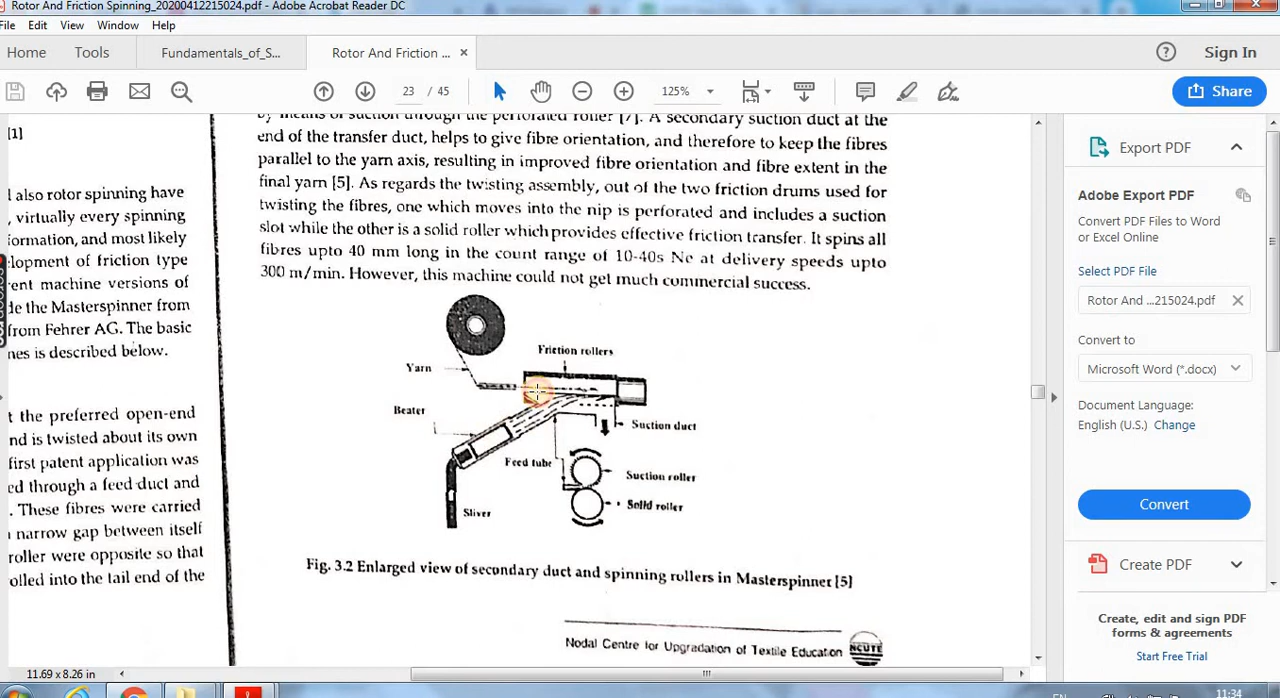 Rotor And Friction Spinning_20200412215024.pdf - Adobe Acrobat Reader DC
File Edit View Window Help
Home Tools Fundamentals_of_S... Rotor And Friction ... × Sign In
23 / 45 125% Share
[1]
l also rotor spinning have
, virtually every spinning
formation, and most likely
lopment of friction type
rent machine versions of
de the Masterspinner from
from Fehrer AG. The basic
nes is described below.
t the preferred open-end
nd is twisted about its own
first patent application was
ed through a feed duct and
. These fibres were carried
narrow gap between itself
roller were opposite so that
olled into the tail end of the
by means of suction through the perforated roller [7]. A secondary suction duct at the
end of the transfer duct, helps to give fibre orientation, and therefore to keep the fibres
parallel to the yarn axis, resulting in improved fibre orientation and fibre extent in the
final yarn [5]. As regards the twisting assembly, out of the two friction drums used for
twisting the fibres, one which moves into the nip is perforated and includes a suction
slot while the other is a solid roller which provides effective friction transfer. It spins all
fibres upto 40 mm long in the count range of 10-40s Ne at delivery speeds upto
300 m/min. However, this machine could not get much commercial success.
Friction rollers
Yarn
Beater
Suction duct
Feed tube
Suction roller
Solid roller
Sliver
Fig. 3.2 Enlarged view of secondary duct and spinning rollers in Masterspinner [5]
Nodal Centre for Upgradation of Textile Education NCUTE
Export PDF
Adobe Export PDF
Convert PDF Files to Word
or Excel Online
Select PDF File
Rotor And ...215024.pdf
Convert to
Microsoft Word (*.docx)
Document Language:
English (U.S.) Change
Convert
Create PDF
Create, edit and sign PDF
forms & agreements
Start Free Trial
11.69 x 8.26 in
EN
11:34